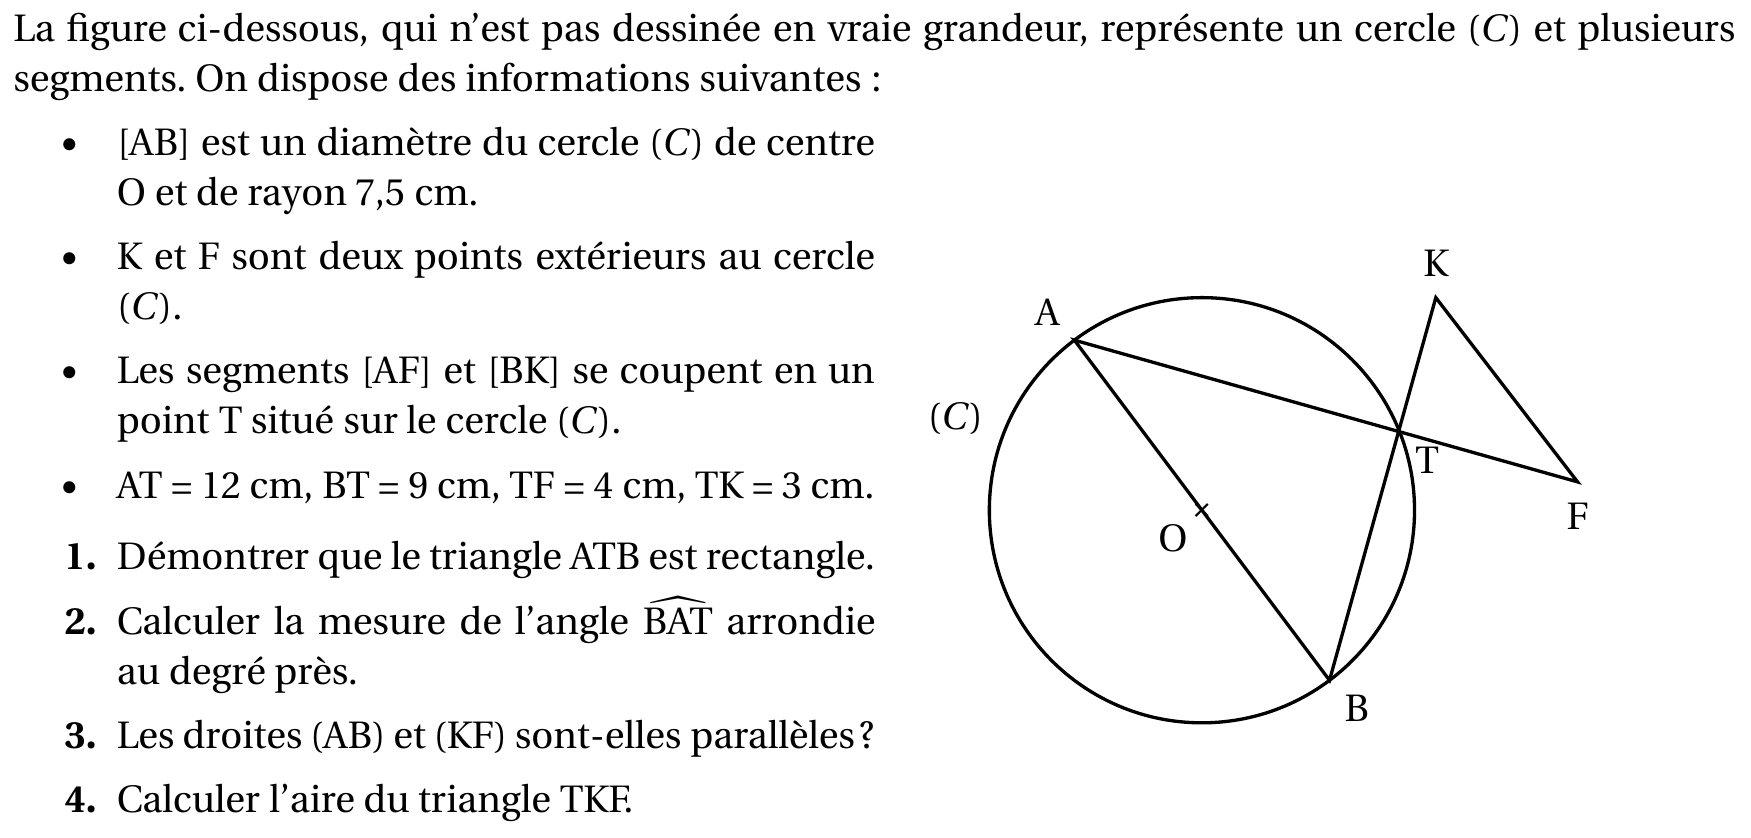 La figure ci-dessous, qui n’est pas dessinée en vraie grandeur, représente un cercle (C) et plusieurs
segments. On dispose des informations suivantes :
• [AB] est un diamètre du cercle (C) de centre
O et de rayon 7,5 cm.
• K et F sont deux points extérieurs au cercle
(C).
• Les segments [AF] et [BK] se coupent en un
point T situé sur le cercle (C).
• AT = 12 cm, BT = 9 cm, TF = 4 cm, TK = 3 cm.
1. Démontrer que le triangle ATB est rectangle.
2. Calculer la mesure de l’angle \widehat{BAT} arrondie
au degré près.
3. Les droites (AB) et (KF) sont-elles parallèles ?
4. Calculer l’aire du triangle TKF.
K
A
(C)
T
F
O
B